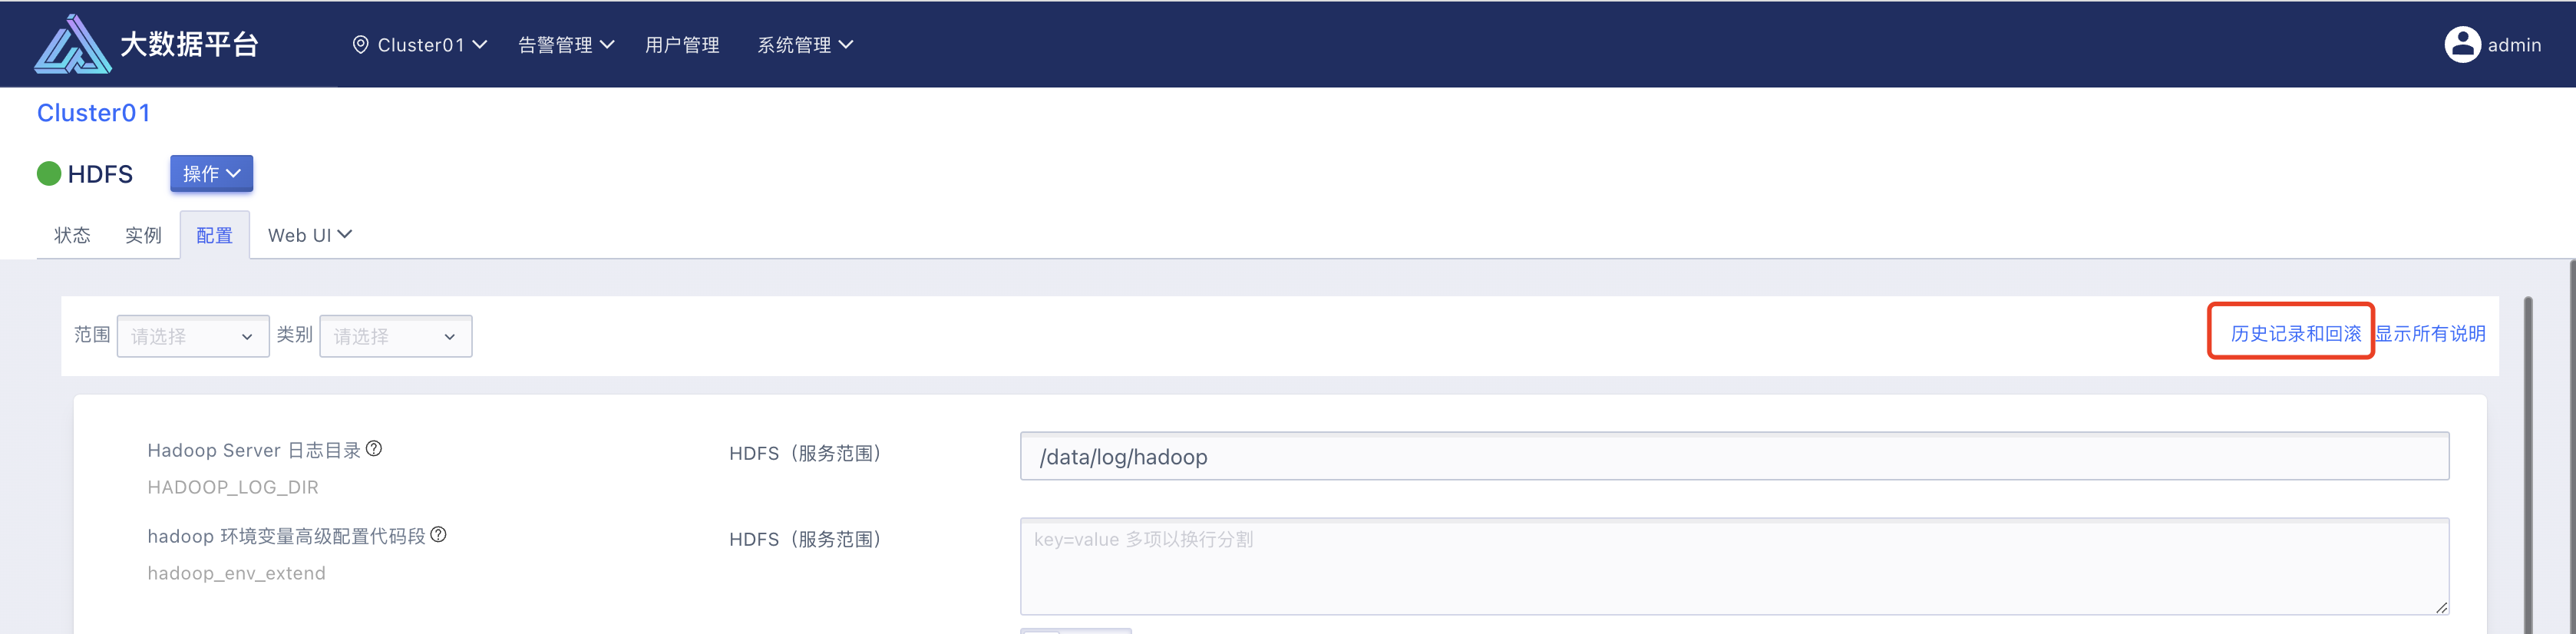 大数据平台 Cluster01 告警管理 用户管理 系统管理 admin
Cluster01
HDFS 操作
状态 实例 配置 Web UI
范围 请选择 类别 请选择 历史记录和回滚 显示所有说明
Hadoop Server 日志目录 HDFS（服务范围） /data/log/hadoop
HADOOP_LOG_DIR
hadoop 环境变量高级配置代码段 HDFS（服务范围） key=value 多项以换行分割
hadoop_env_extend